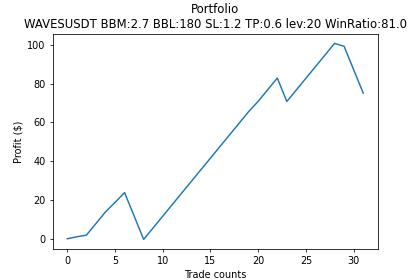 Portfolio
WAVESUSDT BBM:2.7 BBL:180 SL:1.2 TP:0.6 lev:20 WinRatio:81.0
100
80
60
40
20
0
Profit ($)
0 5 10 15 20 25 30
Trade counts